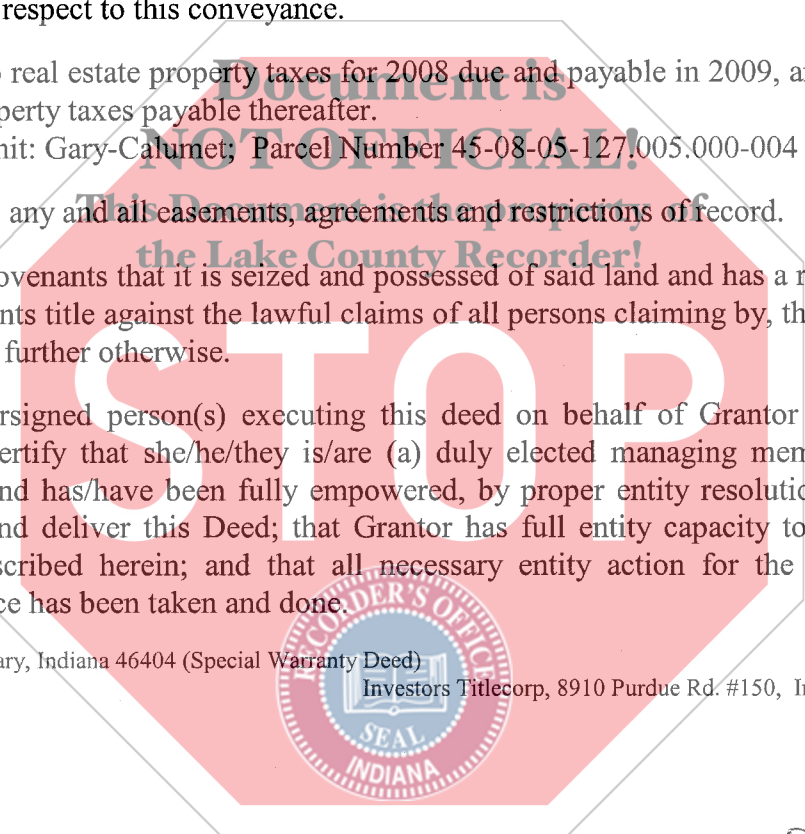 respect to this conveyance.
real estate property taxes for 2008 due and payable in 2009, a
perty taxes payable thereafter.
nit: Gary-Calumet; Parcel Number 45-08-05-127.005.000-004
any and all easements, agreements and restrictions of record.
ovenants that it is seized and possessed of said land and has a r
nts title against the lawful claims of all persons claiming by, th
further otherwise.
rsigned person(s) executing this deed on behalf of Grantor
ertify that she/he/they is/are (a) duly elected managing mem
nd has/have been fully empowered, by proper entity resolutio
nd deliver this Deed; that Grantor has full entity capacity to
scribed herein; and that all necessary entity action for the
ce has been taken and done.
ary, Indiana 46404 (Special Warranty Deed)
Investors Titlecorp, 8910 Purdue Rd. #150, I
Document is
NOT OFFICIAL!
This Document is the property of
the Lake County Recorder!
STOP
RECORDER'S OFFICE
SEAL
INDIANA